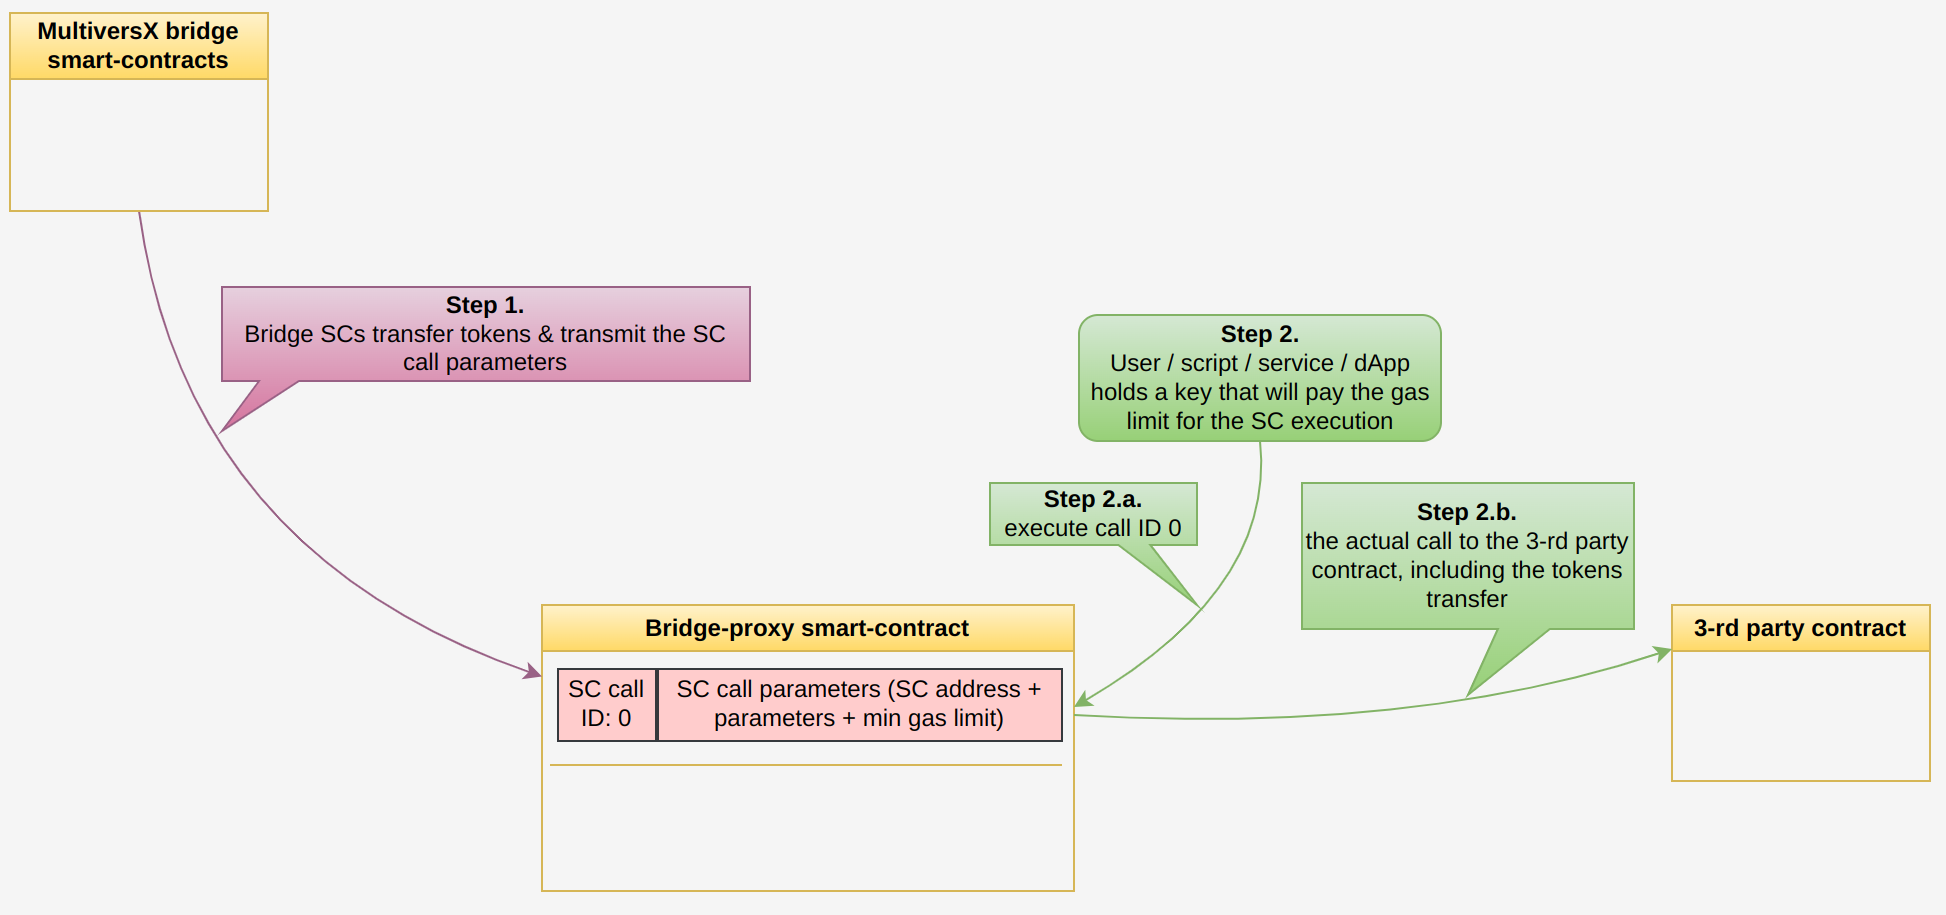 MultiversX bridge
smart-contracts
Step 1.
Bridge SCs transfer tokens & transmit the SC
call parameters
Step 2.
User / script / service / dApp
holds a key that will pay the gas
limit for the SC execution
Step 2.a.
execute call ID 0
Step 2.b.
the actual call to the 3-rd party
contract, including the tokens
transfer
Bridge-proxy smart-contract
SC call
ID: 0
SC call parameters (SC address +
parameters + min gas limit)
3-rd party contract